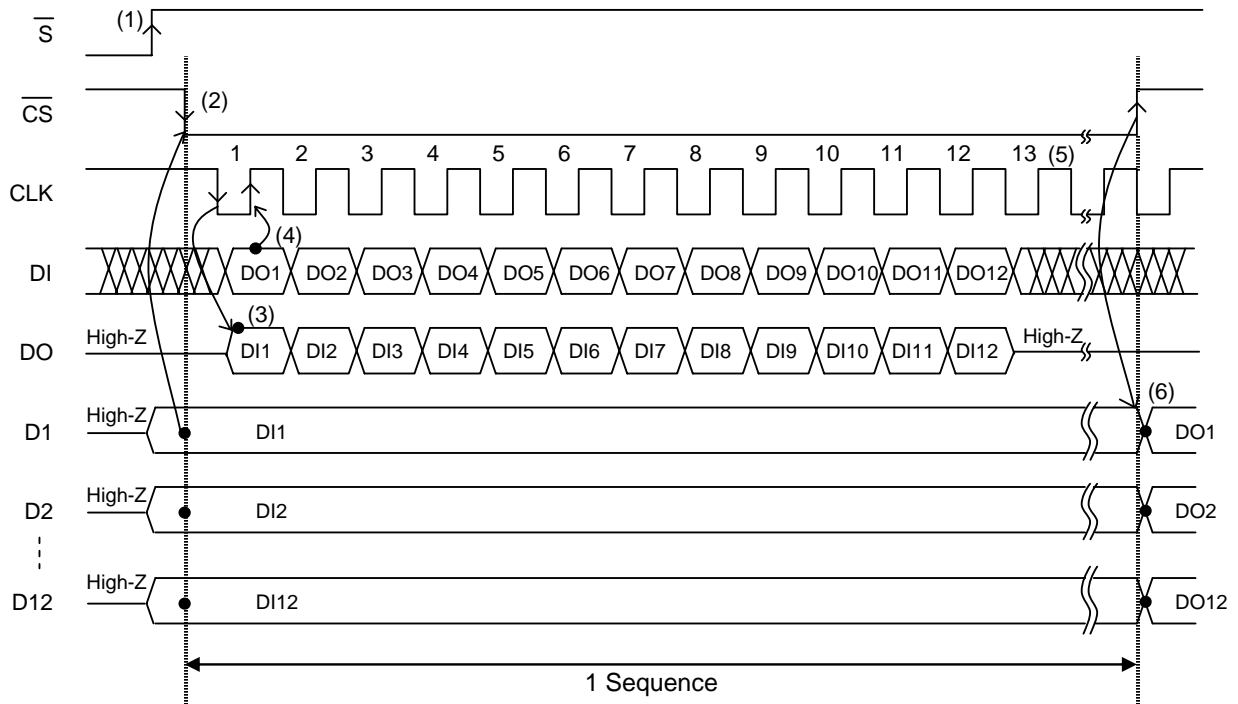 (1)
S
(2)
CS
1 2 3 4 5 6 7 8 9 10 11 12 13 (5)
CLK
(4)
DI DO1 DO2 DO3 DO4 DO5 DO6 DO7 DO8 DO9 DO10 DO11 DO12
(3)
DO High-Z DI1 DI2 DI3 DI4 DI5 DI6 DI7 DI8 DI9 DI10 DI11 DI12 High-Z
(6)
D1 High-Z DI1 DO1
D2 High-Z DI2 DO2
D12 High-Z DI12 DO12
1 Sequence